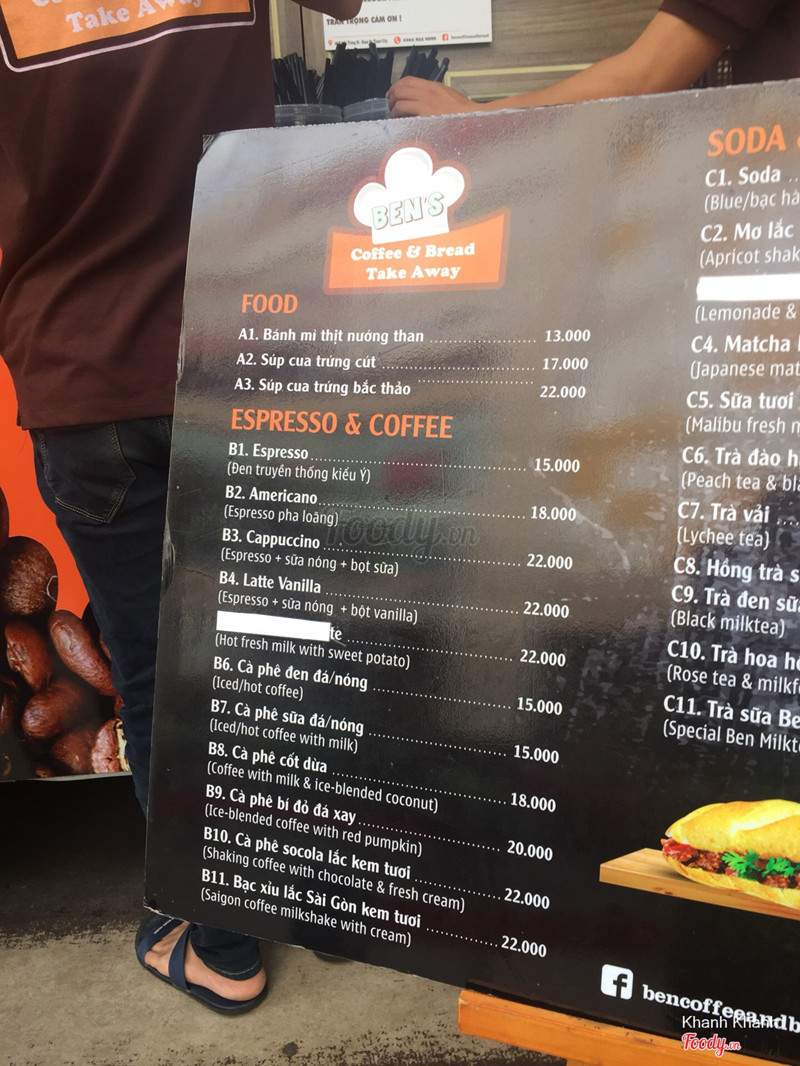 Take Away
TRÂN TRỌNG CẢM ƠN !
BEN'S
Coffee & Bread
Take Away
FOOD
A1. Bánh mì thịt nướng than 13.000
A2. Súp cua trứng cút 17.000
A3. Súp cua trứng bắc thảo 22.000
ESPRESSO & COFFEE
B1. Espresso 15.000
(Đen truyền thống kiểu Ý)
B2. Americano 18.000
(Espresso pha loãng)
B3. Cappuccino 22.000
(Espresso + sữa nóng + bọt sữa)
B4. Latte Vanilla 22.000
(Espresso + sữa nóng + bột vanilla)
te 22.000
(Hot fresh milk with sweet potato)
B6. Cà phê đen đá/nóng 15.000
(Iced/hot coffee)
B7. Cà phê sữa đá/nóng 15.000
(Iced/hot coffee with milk)
B8. Cà phê cốt dừa 18.000
(Coffee with milk & ice-blended coconut)
B9. Cà phê bí đỏ đá xay 20.000
(Ice-blended coffee with red pumpkin)
B10. Cà phê socola lắc kem tươi 22.000
(Shaking coffee with chocolate & fresh cream)
B11. Bạc xỉu lắc Sài Gòn kem tươi 22.000
(Saigon coffee milkshake with cream)
SODA
C1. Soda
(Blue/bạc hà
C2. Mơ lắc
(Apricot shak
(Lemonade &
C4. Matcha
(Japanese mat
C5. Sữa tươi
(Malibu fresh m
C6. Trà đào h
(Peach tea & bla
C7. Trà vải
(Lychee tea)
C8. Hồng trà s
C9. Trà đen sữ
(Black milktea)
C10. Trà hoa h
(Rose tea & milkf
C11. Trà sữa Be
(Special Ben Milkt
bencoffeeandb
Foody.vn
Khanh Khanh
Foody.vn